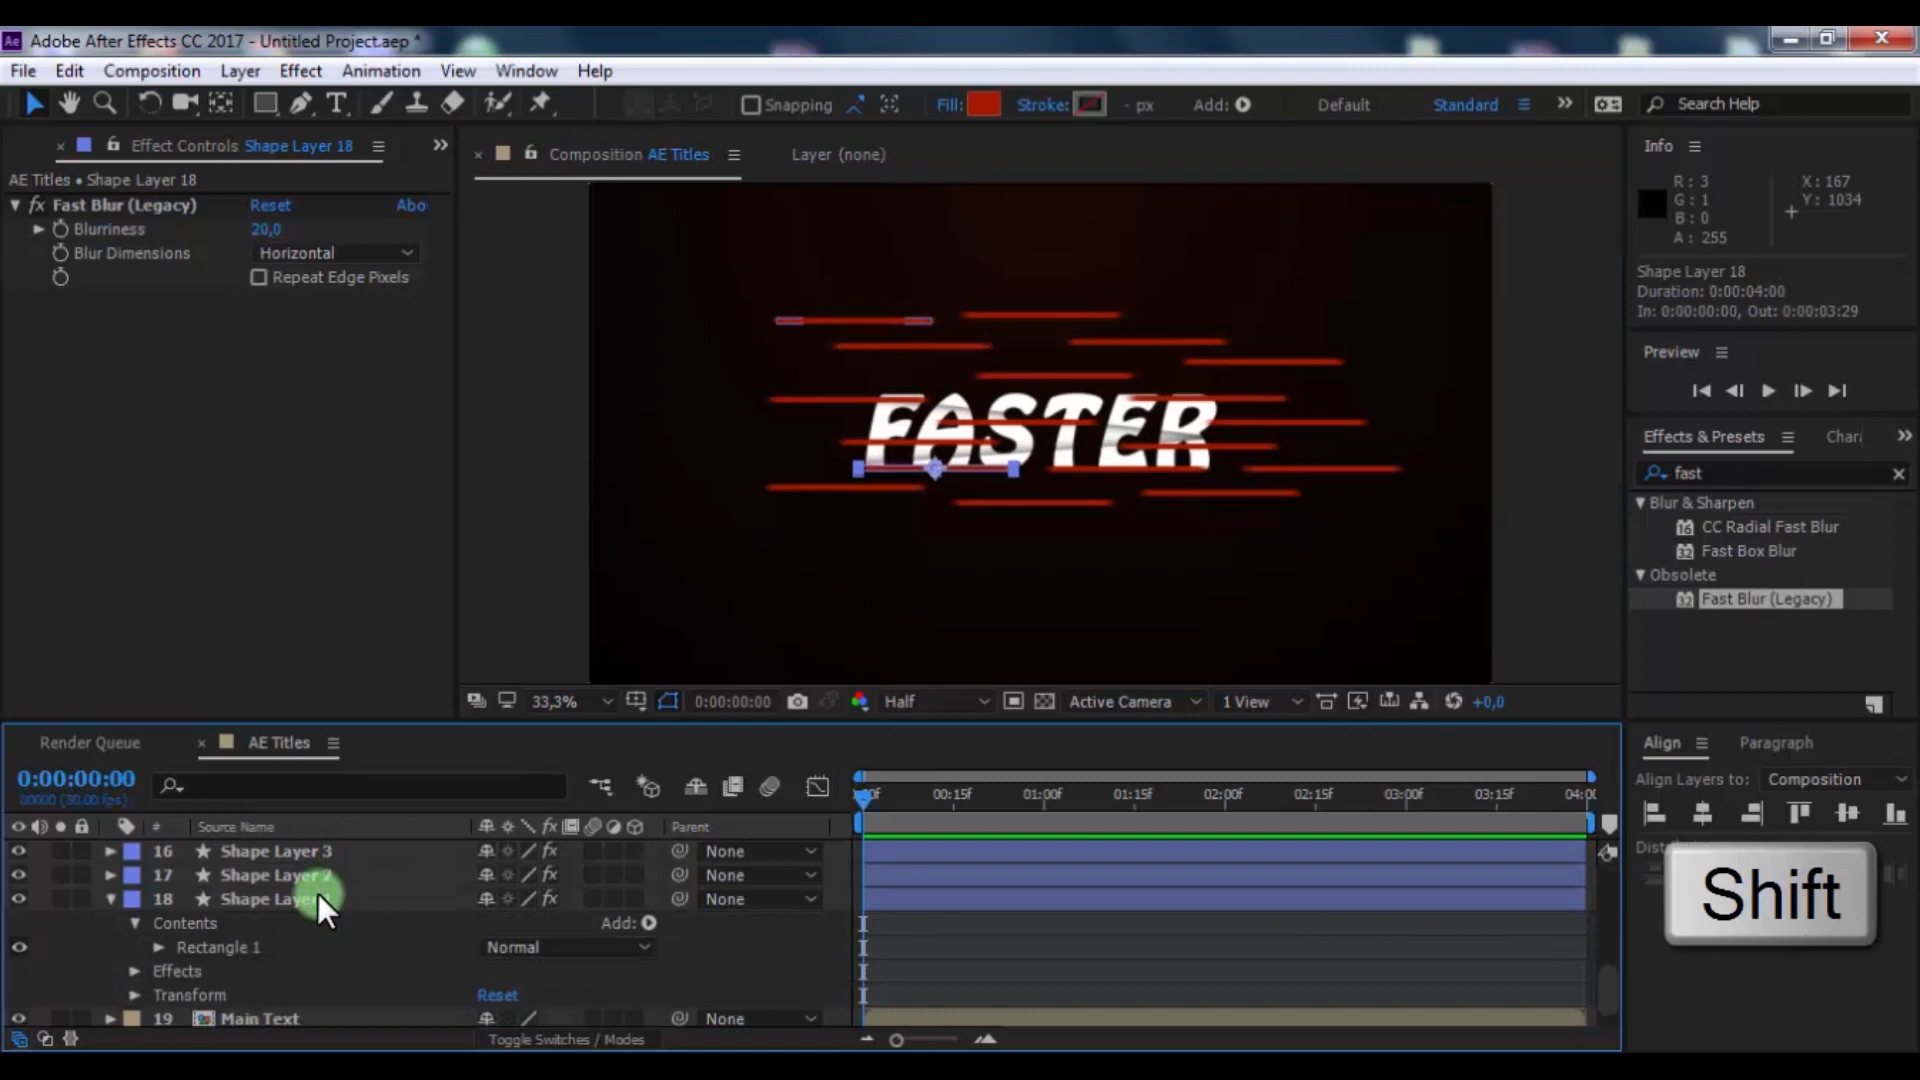 Ae Adobe After Effects CC 2017 - Untitled Project.aep *
File Edit Composition Layer Effect Animation View Window Help
Snapping Fill: Stroke: - px Add: Default Standard Search Help
Effect Controls Shape Layer 18
AE Titles • Shape Layer 18
fx Fast Blur (Legacy) Reset Abo
Blurriness 20,0
Blur Dimensions Horizontal
Repeat Edge Pixels
Composition AE Titles Layer (none)
FASTER
33,3% 0:00:00:00 Half Active Camera 1 View +0,0
Info
R: 3 X: 167
G: 1 Y: 1034
B: 0
A: 255
Shape Layer 18
Duration: 0:00:04:00
In: 0:00:00:00, Out: 0:00:03:29
Preview
Effects & Presets
fast
Blur & Sharpen
16 CC Radial Fast Blur
32 Fast Box Blur
Obsolete
32 Fast Blur (Legacy)
Render Queue AE Titles
0:00:00:00
00000 (30.00 fps)
00:15f 01:00f 01:15f 02:00f 02:15f 03:00f 03:15f
# Source Name fx Parent
16 Shape Layer 3 fx None
17 Shape Layer 2 fx None
18 Shape fx None
Contents Add:
Rectangle 1 Normal
Effects
Transform Reset
19 Main Text None
Toggle Switches / Modes
Align Paragraph
Align Layers to: Composition
Shift